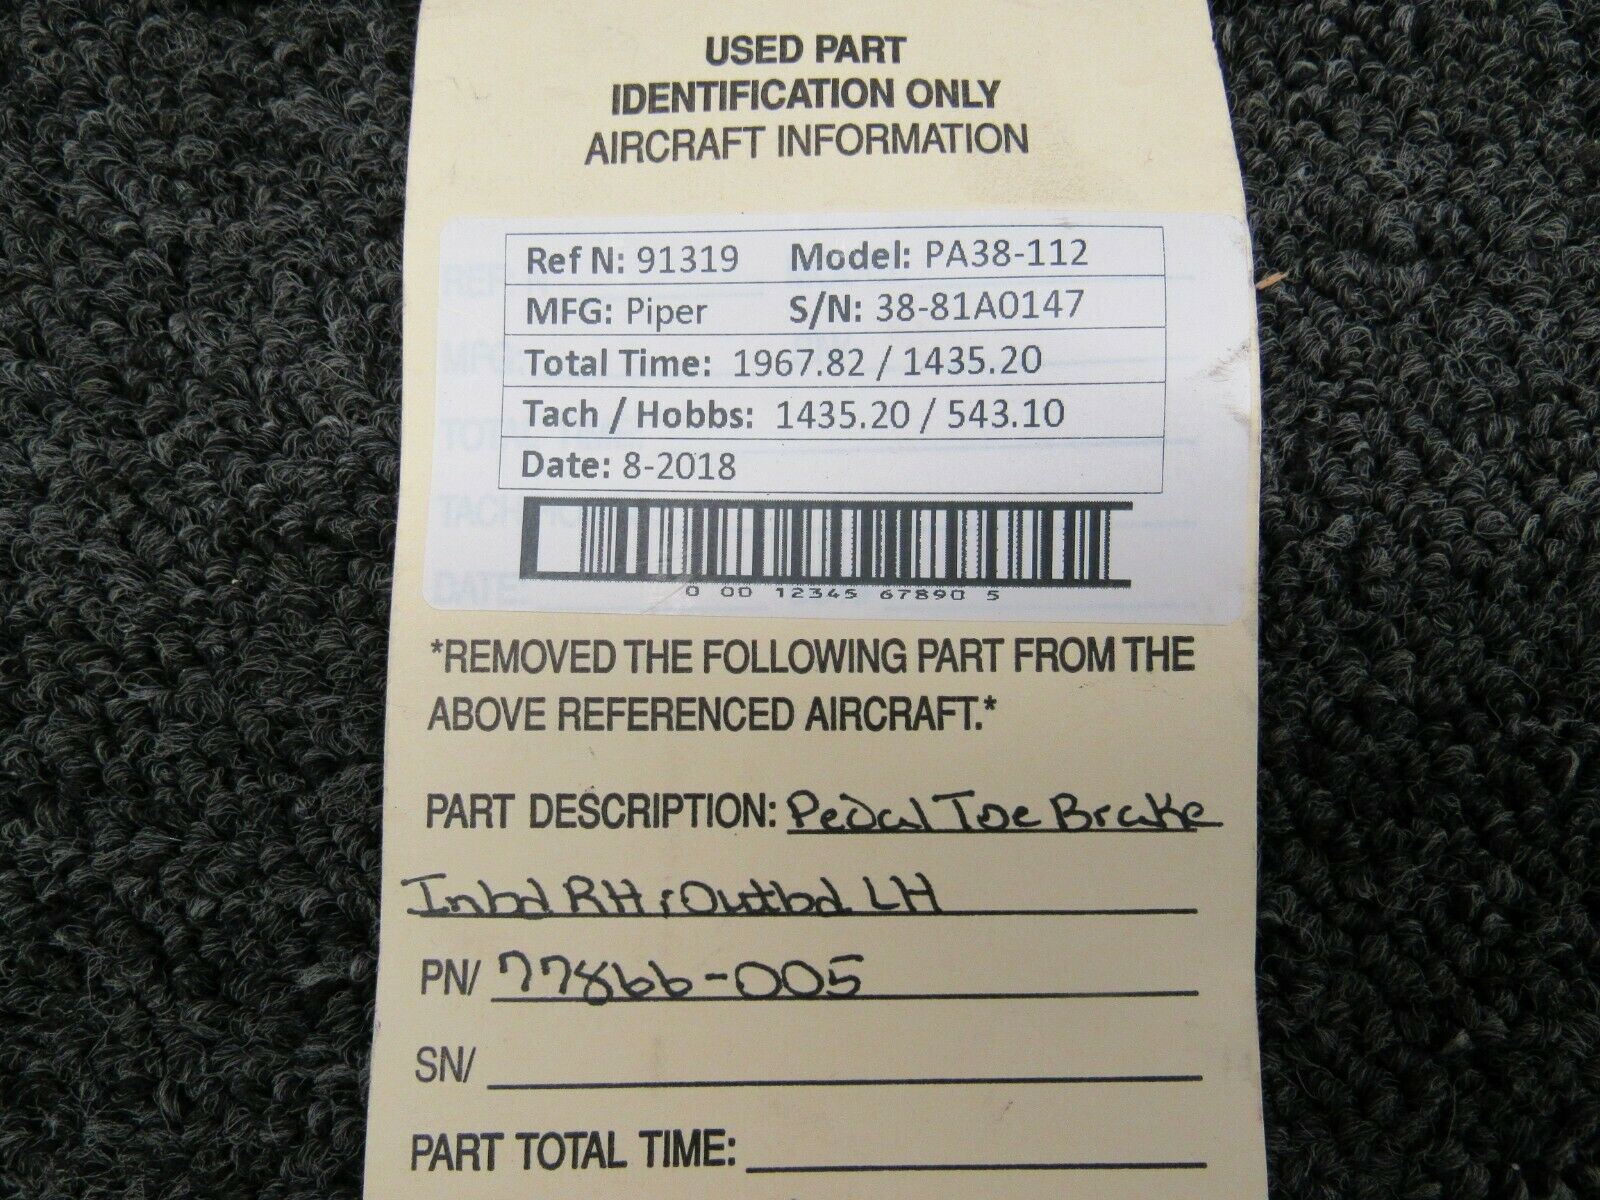 USED PART
IDENTIFICATION ONLY
AIRCRAFT INFORMATION
Ref N: 91319 Model: PA38-112
MFG: Piper S/N: 38-81A0147
Total Time: 1967.82 / 1435.20
Tach / Hobbs: 1435.20 / 543.10
Date: 8-2018
0 00 12345 67890 5
*REMOVED THE FOLLOWING PART FROM THE
ABOVE REFERENCED AIRCRAFT.*
PART DESCRIPTION: Pedal Toe Brake
Inbd RH, Outbd LH
PN/ 77866-005
SN/
PART TOTAL TIME: